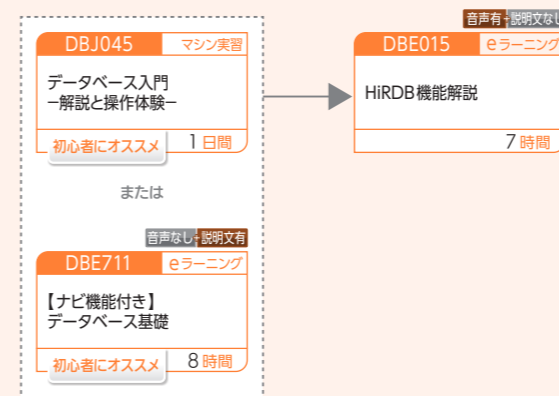 DBJ045 マシン実習
データベース入門
−解説と操作体験−
初心者にオススメ 1日間
または
音声なし+説明文有
DBE711 eラーニング
【ナビ機能付き】
データベース基礎
初心者にオススメ 8時間
音声有+説明文なし
DBE015 eラーニング
HiRDB機能解説
7時間